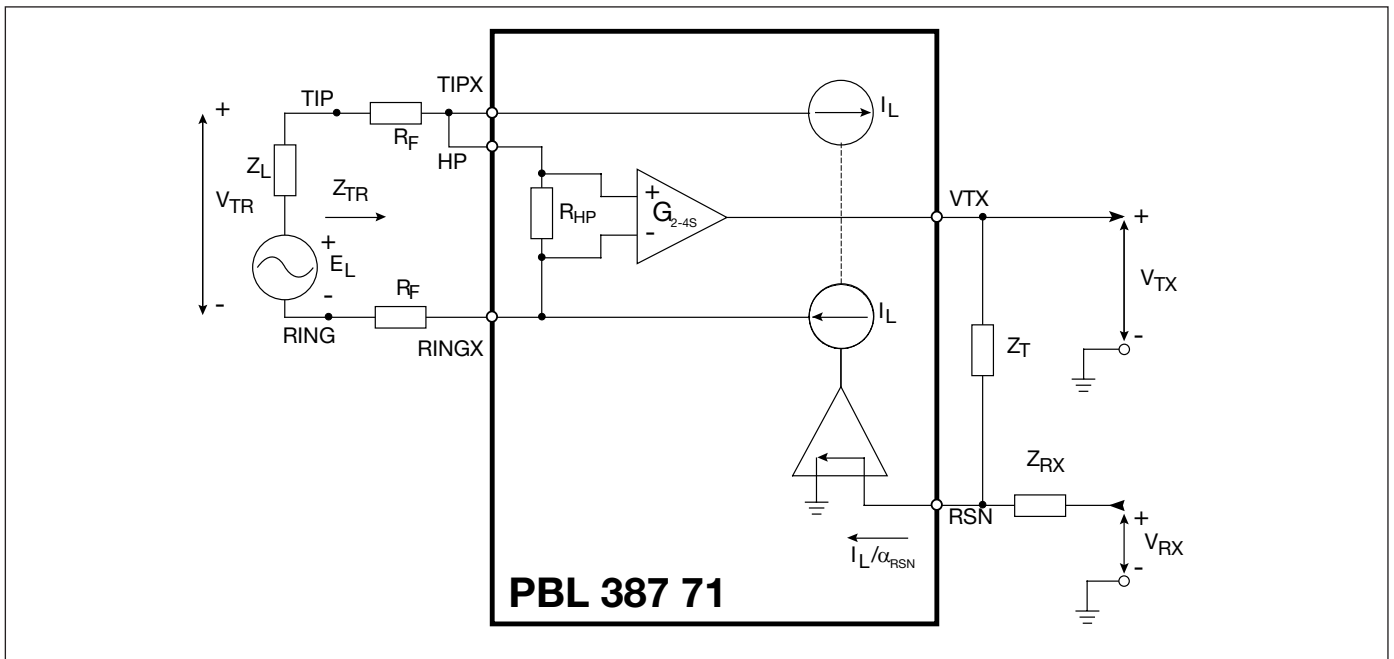 TIPX
TIP
+
R_F
HP
I_L
Z_L
Z_TR
V_TR
R_HP
+
G_2-4S
-
VTX
+
+
E_L
-
-
R_F
RING
RINGX
I_L
V_TX
-
Z_T
Z_RX
RSN
+
V_RX
-
I_L/α_RSN
PBL 387 71